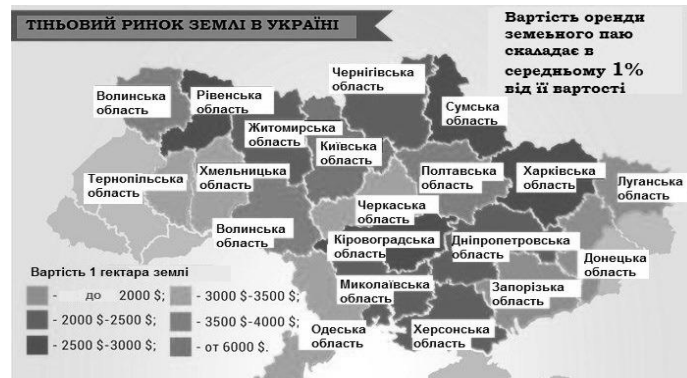 ТІНЬОВИЙ РИНОК ЗЕМЛІ В УКРАЇНІ
Вартість оренди
земеьного паю
скаладає в
середньому 1%
від її вартості
Чернігівська
область
Волинська
область
Рівенська
область
Сумська
область
Житомирська
область
Київська
область
Тернопільська
область
Хмельницька
область
Полтавська
область
Харківська
область
Луганська
область
Черкаська
область
Волинська
область
Кіровоградська
область
Дніпропетровська
область
Донецька
область
Миколаївська
область
Запорізька
область
Одеська
область
Херсонська
область
Вартість 1 гектара землі
- до 2000 $;
- 2000 $-2500 $;
- 2500 $-3000 $;
- 3000 $-3500 $;
- 3500 $-4000 $;
- от 6000 $.